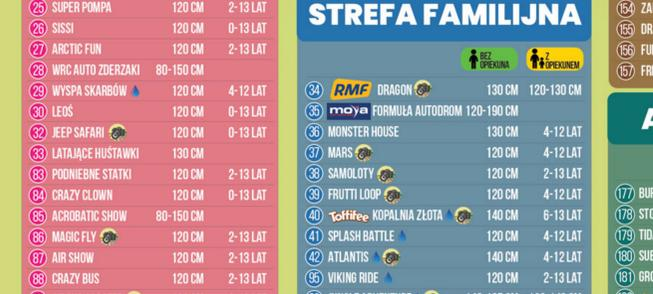 25 SUPER POMPA 120 CM 2-13 LAT
26 SISSI 120 CM 0-13 LAT
27 ARCTIC FUN 120 CM 2-13 LAT
28 WRC AUTO ZDERZAKI 80-150 CM
29 WYSPA SKARBÓW 120 CM 4-12 LAT
30 LEOŚ 120 CM 0-13 LAT
32 JEEP SAFARI 120 CM 0-13 LAT
33 LATAJĄCE HUŚTAWKI 130 CM
83 PODNIEBNE STATKI 120 CM 2-13 LAT
84 CRAZY CLOWN 120 CM 0-13 LAT
85 ACROBATIC SHOW 80-150 CM
86 MAGIC FLY 120 CM 2-13 LAT
87 AIR SHOW 120 CM 2-13 LAT
88 CRAZY BUS 120 CM 2-13 LAT
STREFA FAMILIJNA
BEZ OPIEKUNA
Z OPIEKUNEM
34 RMF DRAGON 130 CM 120-130 CM
35 moya FORMUŁA AUTODROM 120-190 CM
36 MONSTER HOUSE 130 CM 4-12 LAT
37 MARS 120 CM 4-12 LAT
38 SAMOLOTY 120 CM 2-13 LAT
39 FRUTTI LOOP 120 CM 4-12 LAT
40 Toffifee KOPALNIA ZŁOTA 140 CM 6-13 LAT
41 SPLASH BATTLE 120 CM 4-12 LAT
42 ATLANTIS 140 CM 4-12 LAT
95 VIKING RIDE 120 CM 2-13 LAT
154 ZA
155 DR
156 FU
157 FR
A
177 BU
178 STO
179 TID
180 SUB
181 GRO